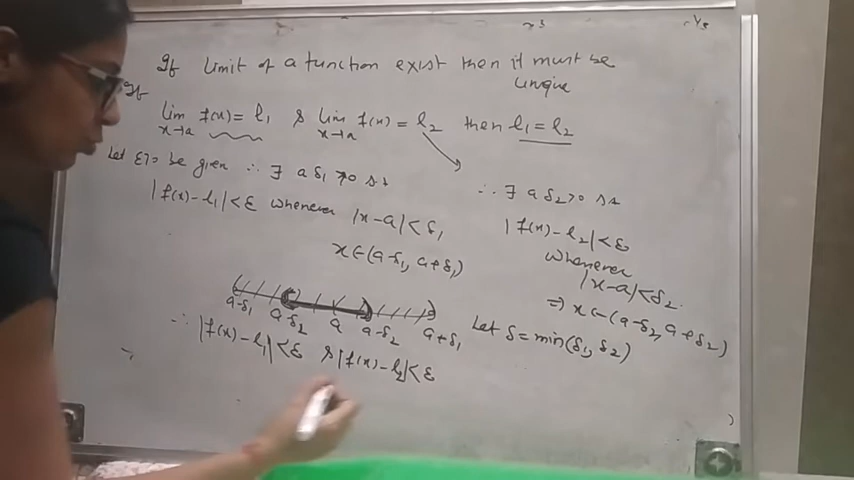 If limit of a function exist then it must be
unique
If
lim x→a f(x) = l₁ & lim x→a f(x) = l₂ then l₁ = l₂
Let ε>0 be given ∴ ∃ a δ₁ >0 s.t
|f(x)-l₁|<ε whenever |x-a|<δ₁
x∈(a-δ₁, a+δ₁)
∴ ∃ a δ₂>0 s.t
|f(x)-l₂|<ε
whenever
|x-a|<δ₂
⇒ x∈(a-δ₂, a+δ₂)
a-δ₁ a-δ₂ a a-δ₂ a+δ₁
Let δ=min(δ₁, δ₂)
∴ |f(x)-l₁|<ε & |f(x)-l₂|<ε